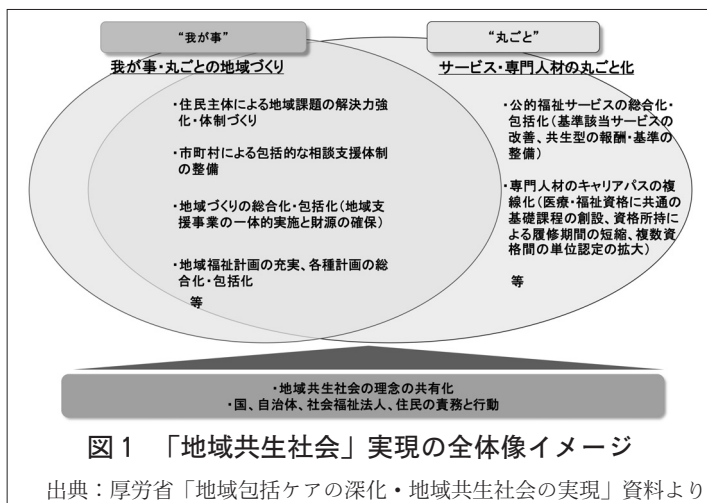 “我が事”
我が事・丸ごとの地域づくり
・住民主体による地域課題の解決力強
化・体制づくり
・市町村による包括的な相談支援体制
の整備
・地域づくりの総合化・包括化(地域支
援事業の一体的実施と財源の確保)
・地域福祉計画の充実、各種計画の総
合化・包括化
等
“丸ごと”
サービス・専門人材の丸ごと化
・公的福祉サービスの総合化・
包括化(基準該当サービスの
改善、共生型の報酬・基準の
整備)
・専門人材のキャリアパスの複
線化(医療・福祉資格に共通の
基礎課程の創設、資格所持に
よる履修期間の短縮、複数資
格間の単位認定の拡大)
等
・地域共生社会の理念の共有化
・国、自治体、社会福祉法人、住民の責務と行動
図1 「地域共生社会」実現の全体像イメージ
出典：厚労省「地域包括ケアの深化・地域共生社会の実現」資料より